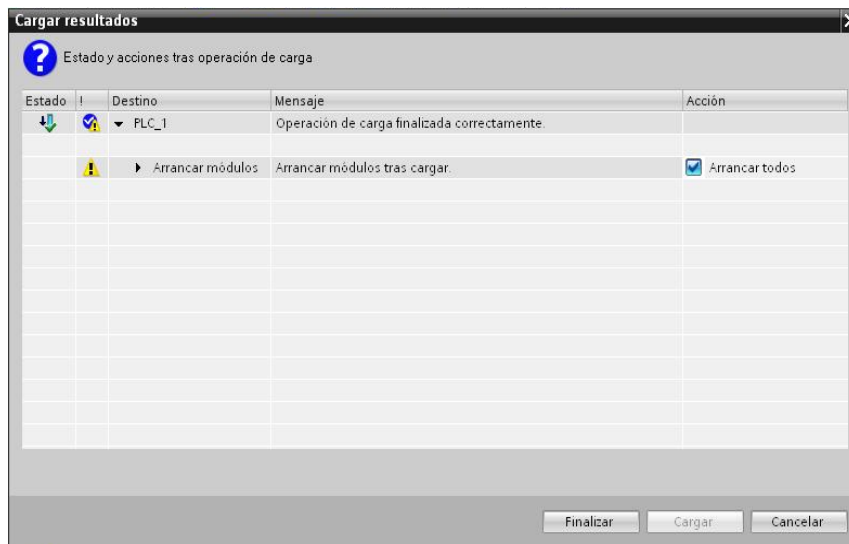 Cargar resultados
Estado y acciones tras operación de carga
Estado ! Destino Mensaje Acción
PLC_1 Operación de carga finalizada correctamente.
Arrancar módulos Arrancar módulos tras cargar. Arrancar todos
Finalizar Cargar Cancelar